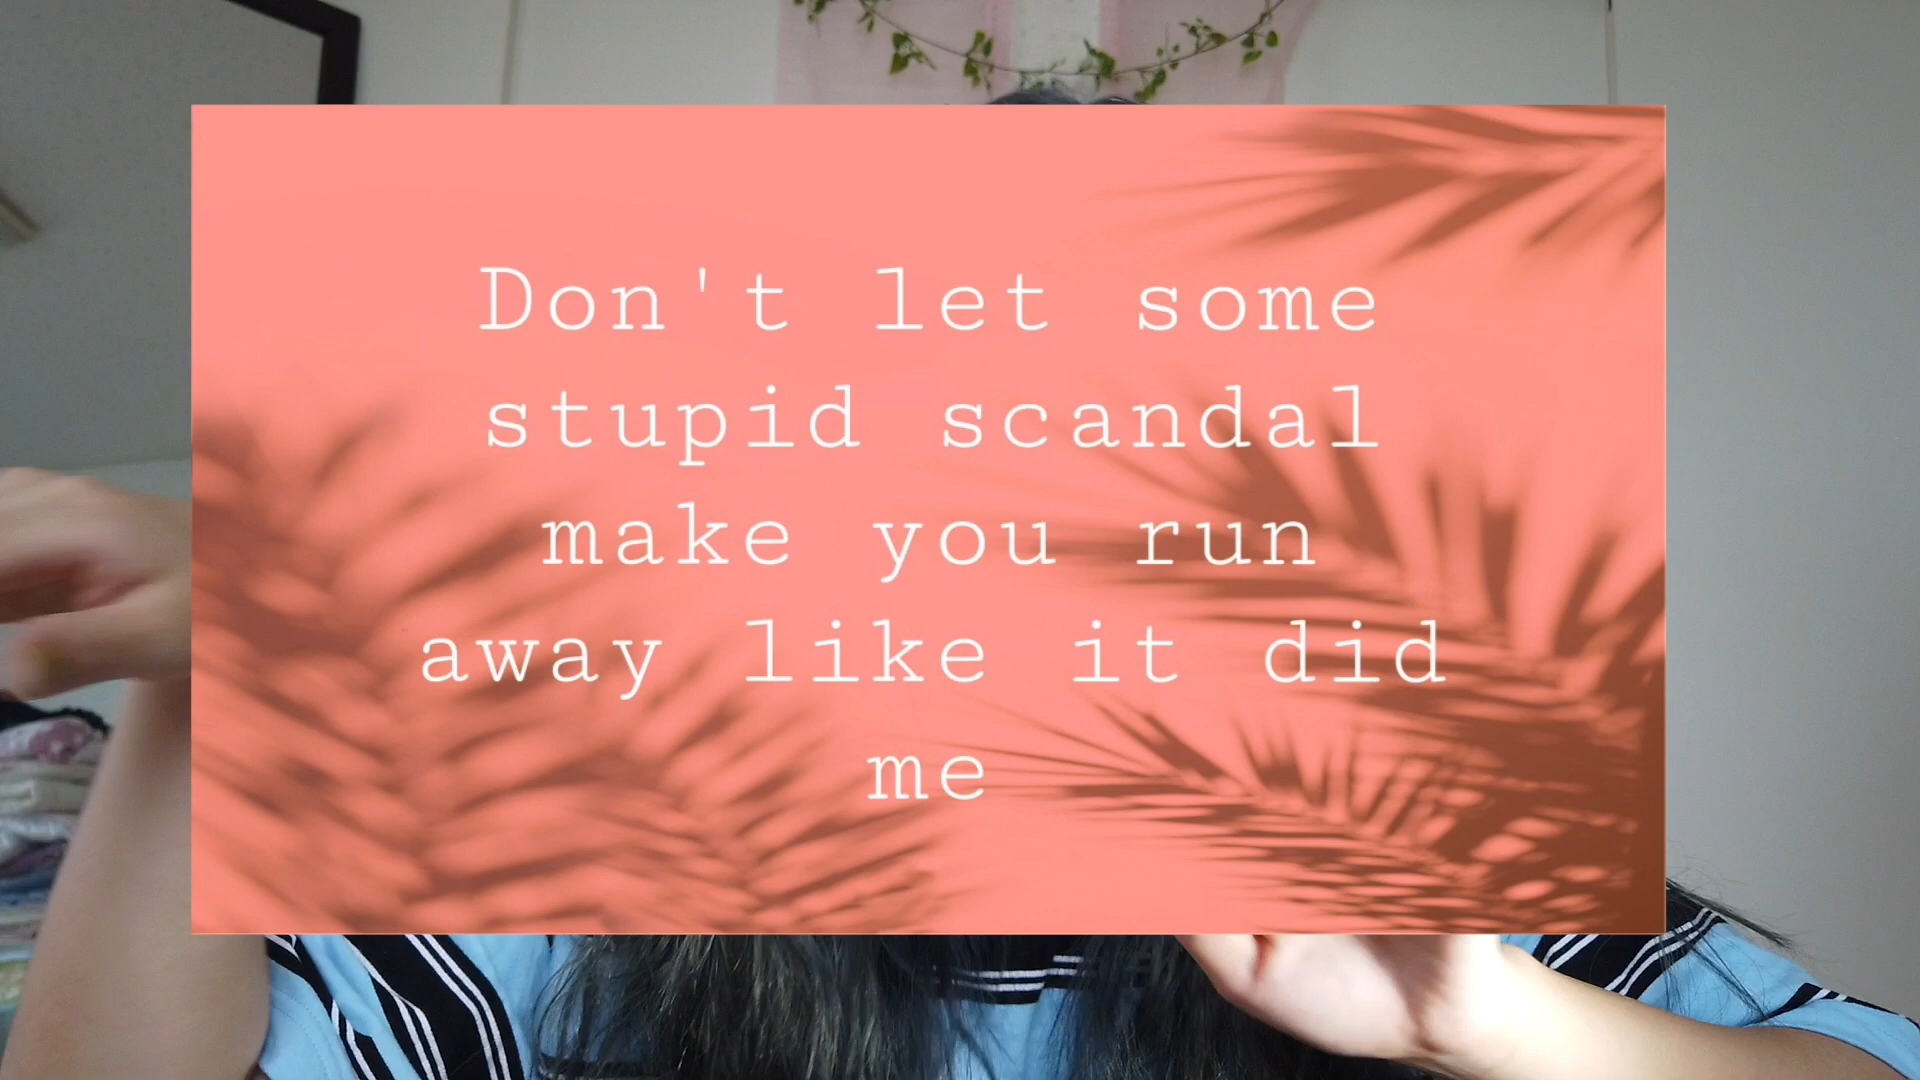 Don't let some
stupid scandal
make you run
away like it did
me